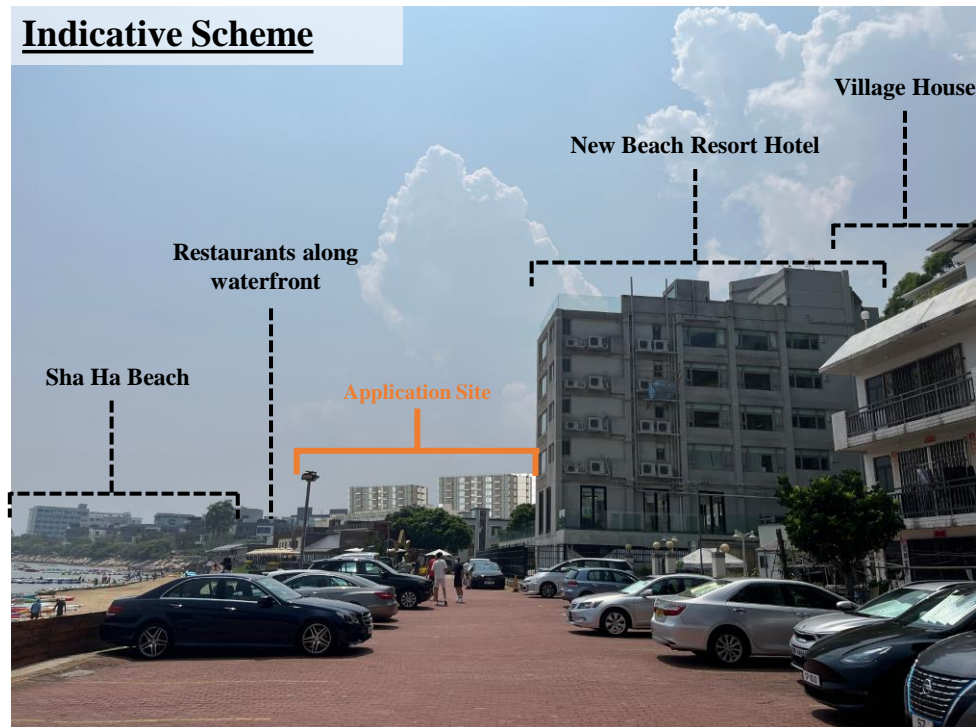 Indicative Scheme
Village House
New Beach Resort Hotel
Restaurants along
waterfront
Sha Ha Beach
Application Site